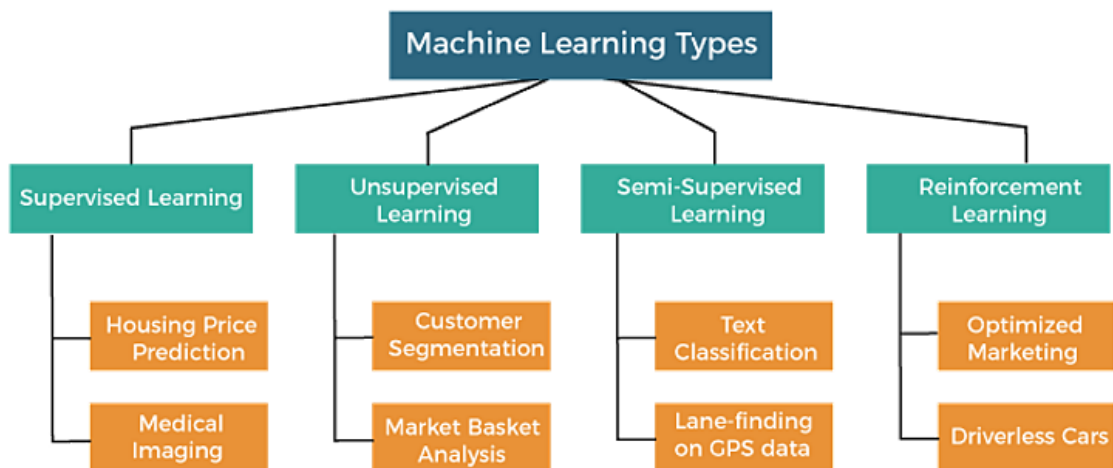 Machine Learning Types
Supervised Learning
Unsupervised
Learning
Semi-Supervised
Learning
Reinforcement
Learning
Housing Price
Prediction
Customer
Segmentation
Text
Classification
Optimized
Marketing
Medical
Imaging
Market Basket
Analysis
Lane-finding
on GPS data
Driverless Cars